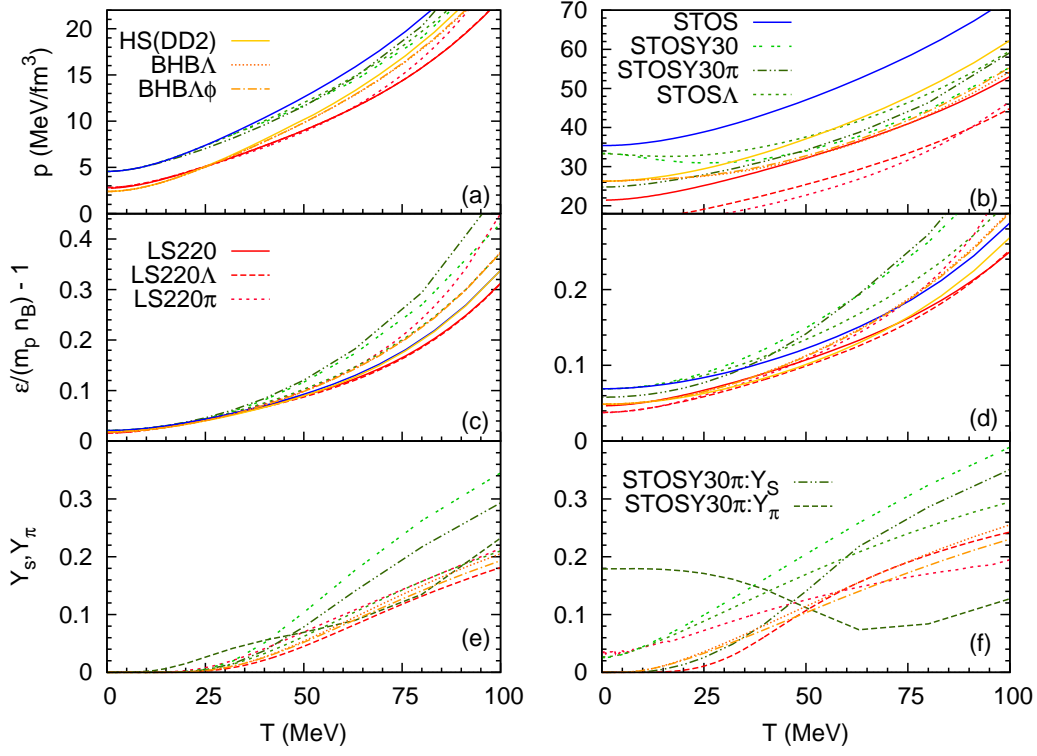 HS(DD2)
BHBΛ
BHBΛϕ
p (MeV/fm³)
20
15
10
5
0
(a)
STOS
STOSY30
STOSY30π
STOSΛ
70
60
50
40
30
20
(b)
LS220
LS220Λ
LS220π
ε/(m_p n_B) - 1
0.4
0.3
0.2
0.1
0
(c)
0.2
0.1
0
(d)
Y_s,Y_π
0.3
0.2
0.1
0
(e)
0 25 50 75 100
T (MeV)
STOSY30π:Y_S
STOSY30π:Y_π
0.3
0.2
0.1
0
(f)
0 25 50 75 100
T (MeV)